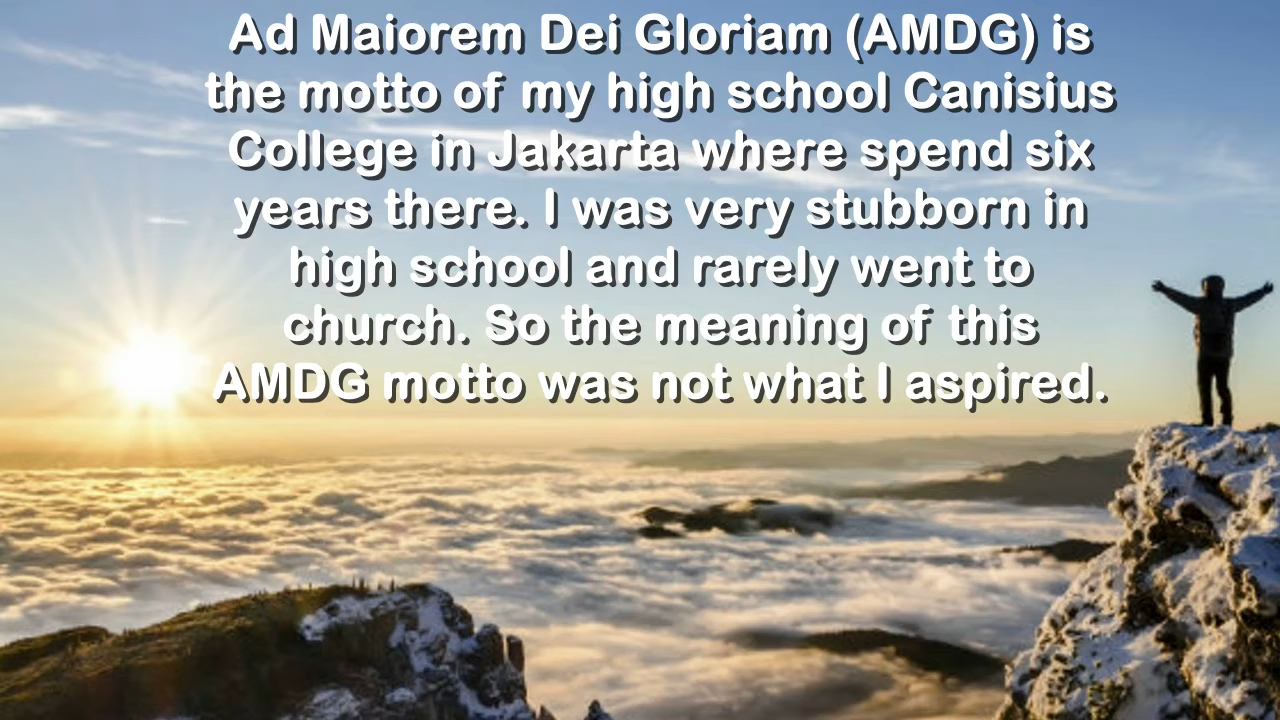 Ad Maiorem Dei Gloriam (AMDG) is
the motto of my high school Canisius
College in Jakarta where spend six
years there. I was very stubborn in
high school and rarely went to
church. So the meaning of this
AMDG motto was not what I aspired.